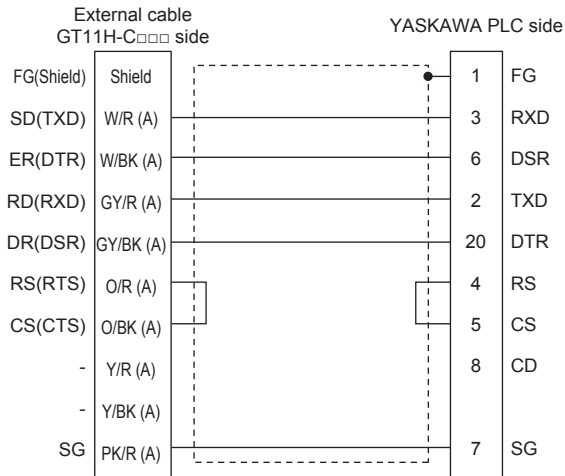 External cable
GT11H-C□□□ side
YASKAWA PLC side
FG(Shield) Shield 1 FG
SD(TXD) W/R (A) 3 RXD
ER(DTR) W/BK (A) 6 DSR
RD(RXD) GY/R (A) 2 TXD
DR(DSR) GY/BK (A) 20 DTR
RS(RTS) O/R (A) 4 RS
CS(CTS) O/BK (A) 5 CS
- Y/R (A) 8 CD
- Y/BK (A)
SG PK/R (A) 7 SG